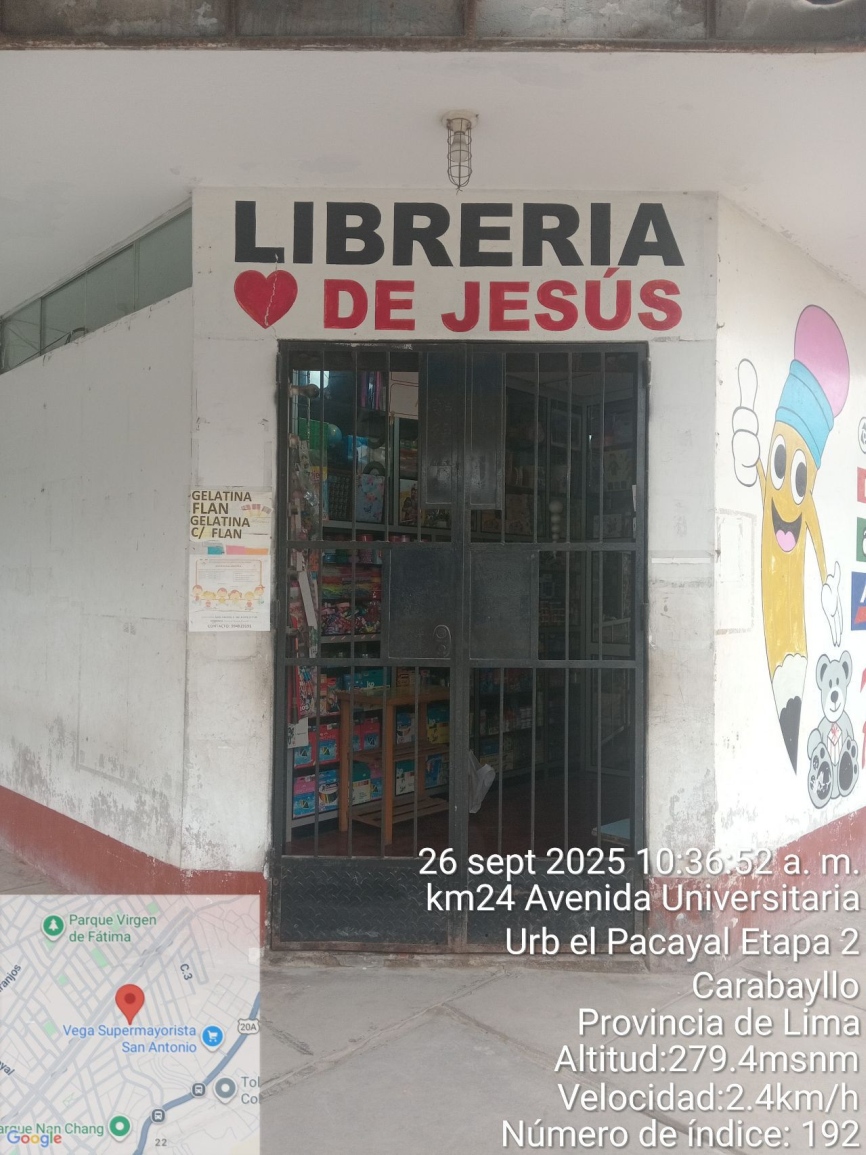 LIBRERIA
DE JESÚS
GELATINA
FLAN
GELATINA
C/ FLAN
26 sept 2025 10:36:52 a. m.
km24 Avenida Universitaria
Urb el Pacayal Etapa 2
Carabayllo
Provincia de Lima
Altitud:279.4msnm
Velocidad:2.4km/h
Número de índice: 192
Parque Virgen
de Fátima
C.3
Vega Supermayorista
San Antonio
20A
Nan Chang
22
Google